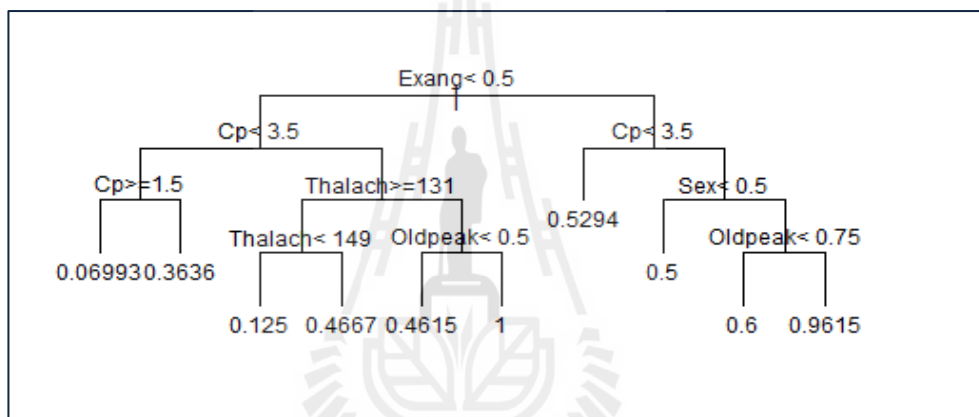 Exang< 0.5
Cp< 3.5
Cp< 3.5
Cp>=1.5
Thalach>=131
Sex< 0.5
0.5294
Thalach< 149
Oldpeak< 0.5
Oldpeak< 0.75
0.06993
0.3636
0.5
0.125
0.4667
0.4615
1
0.6
0.9615